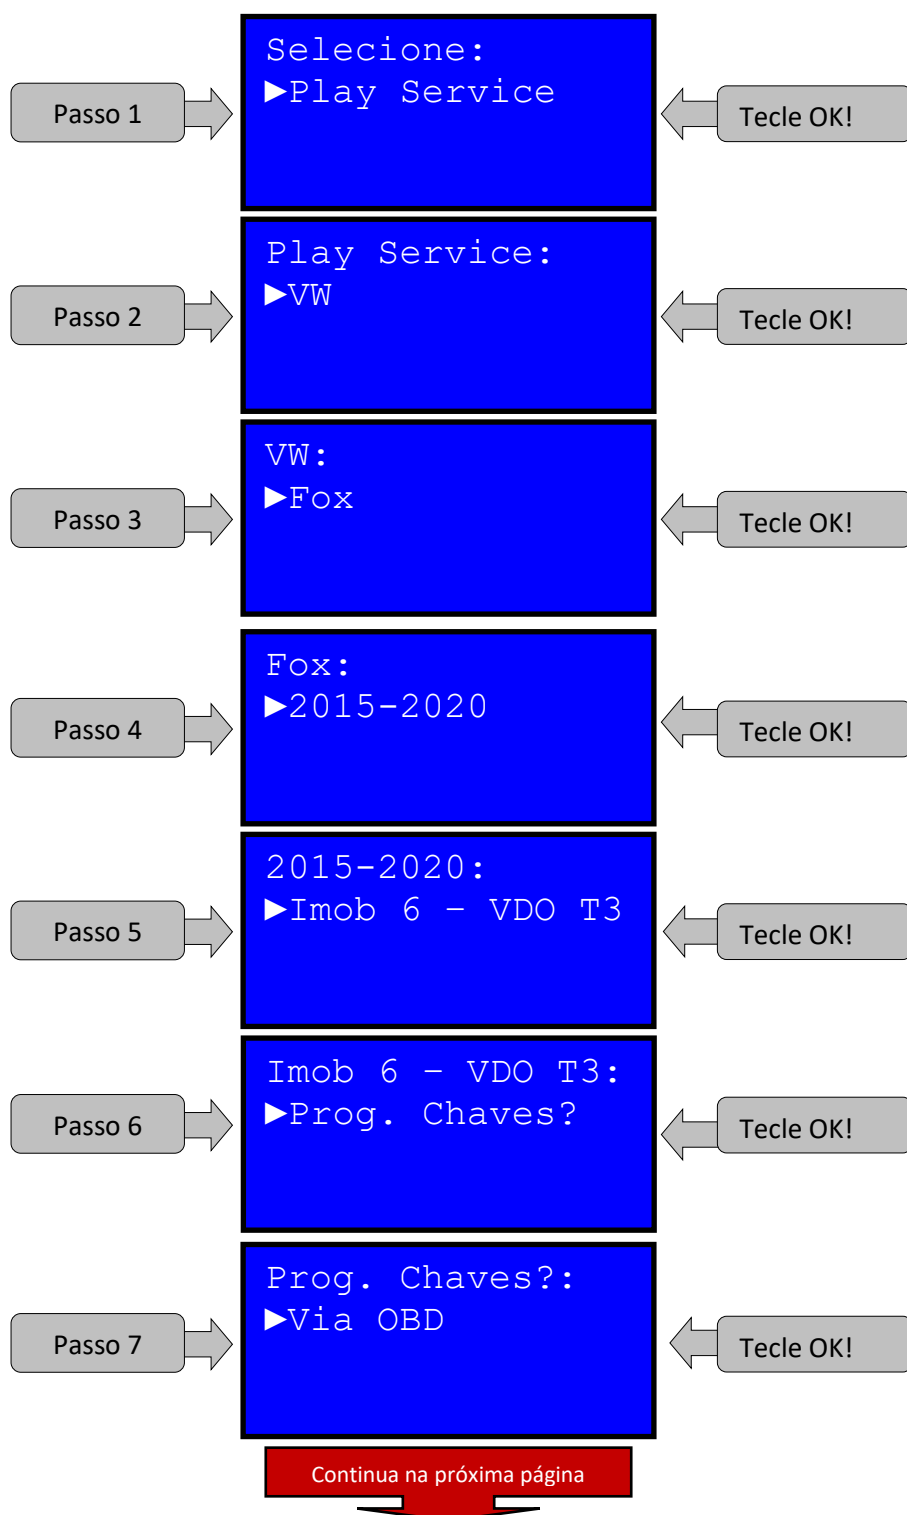 Selecione:
►Play Service
Passo 1
Tecle OK!
Play Service:
►VW
Passo 2
Tecle OK!
VW:
►Fox
Passo 3
Tecle OK!
Fox:
►2015-2020
Passo 4
Tecle OK!
2015-2020:
►Imob 6 – VDO T3
Passo 5
Tecle OK!
Imob 6 – VDO T3:
►Prog. Chaves?
Passo 6
Tecle OK!
Prog. Chaves?:
►Via OBD
Passo 7
Tecle OK!
Continua na próxima página